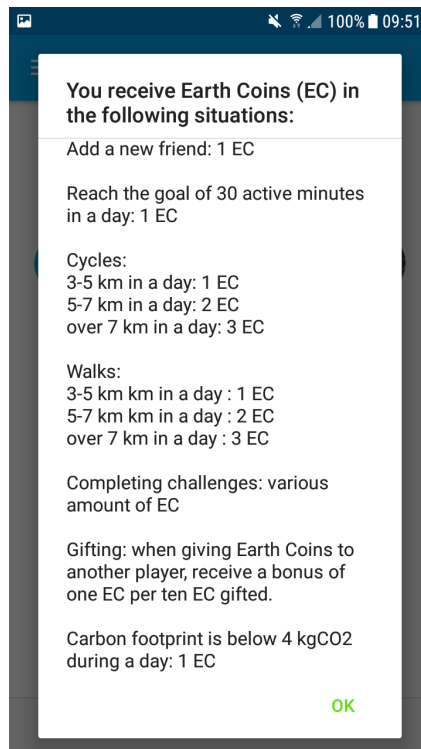 100% 09:51
You receive Earth Coins (EC) in
the following situations:
Add a new friend: 1 EC
Reach the goal of 30 active minutes
in a day: 1 EC
Cycles:
3-5 km in a day: 1 EC
5-7 km in a day: 2 EC
over 7 km in a day: 3 EC
Walks:
3-5 km km in a day : 1 EC
5-7 km km in a day : 2 EC
over 7 km in a day : 3 EC
Completing challenges: various
amount of EC
Gifting: when giving Earth Coins to
another player, receive a bonus of
one EC per ten EC gifted.
Carbon footprint is below 4 kgCO2
during a day: 1 EC
OK